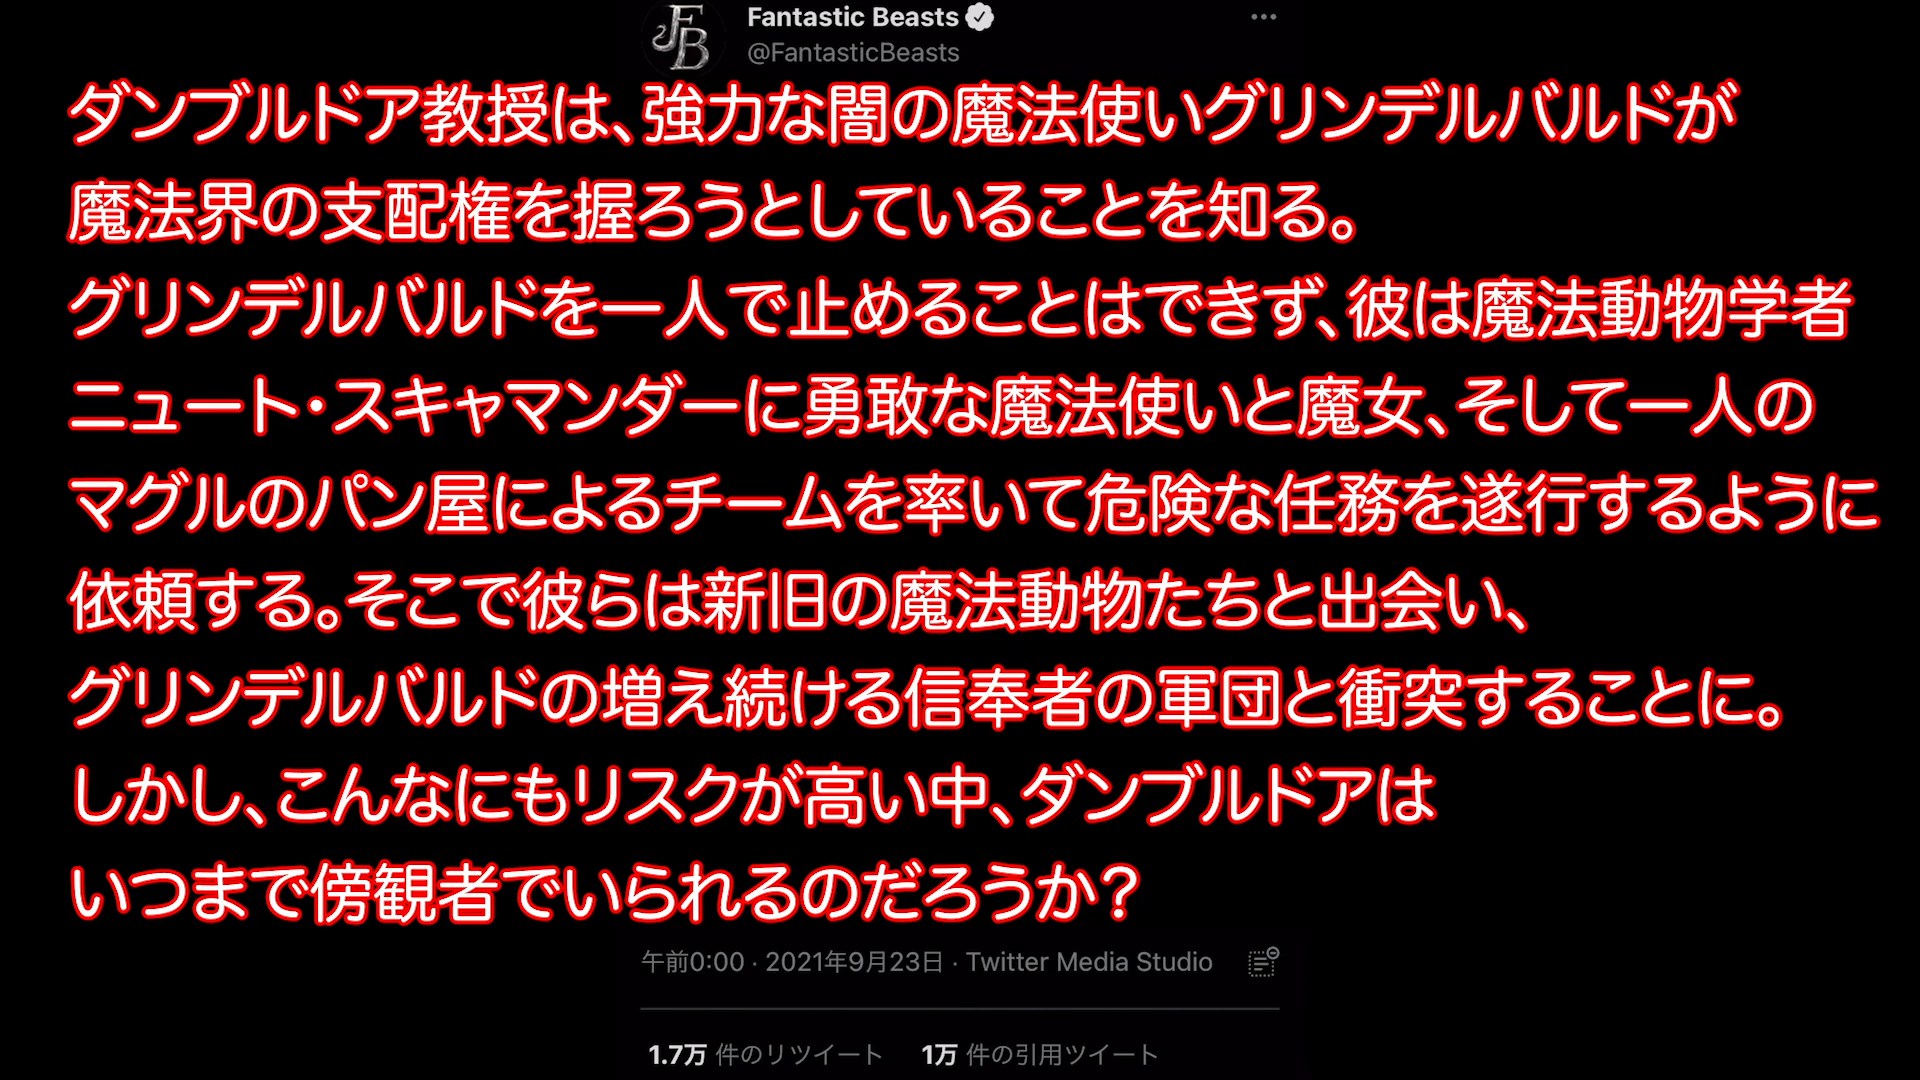 Fantastic Beasts
@FantasticBeasts
ダンブルドア教授は、強力な闇の魔法使いグリンデルバルドが
魔法界の支配権を握ろうとしていることを知る。
グリンデルバルドを一人で止めることはできず、彼は魔法動物学者
ニュート・スキャマンダーに勇敢な魔法使いと魔女、そして一人の
マグルのパン屋によるチームを率いて危険な任務を遂行するように
依頼する。そこで彼らは新旧の魔法動物たちと出会い、
グリンデルバルドの増え続ける信奉者の軍団と衝突することに。
しかし、こんなにもリスクが高い中、ダンブルドアは
いつまで傍観者でいられるのだろうか?
午前0:00 · 2021年9月23日 · Twitter Media Studio
1.7万 件のリツイート 1万 件の引用ツイート